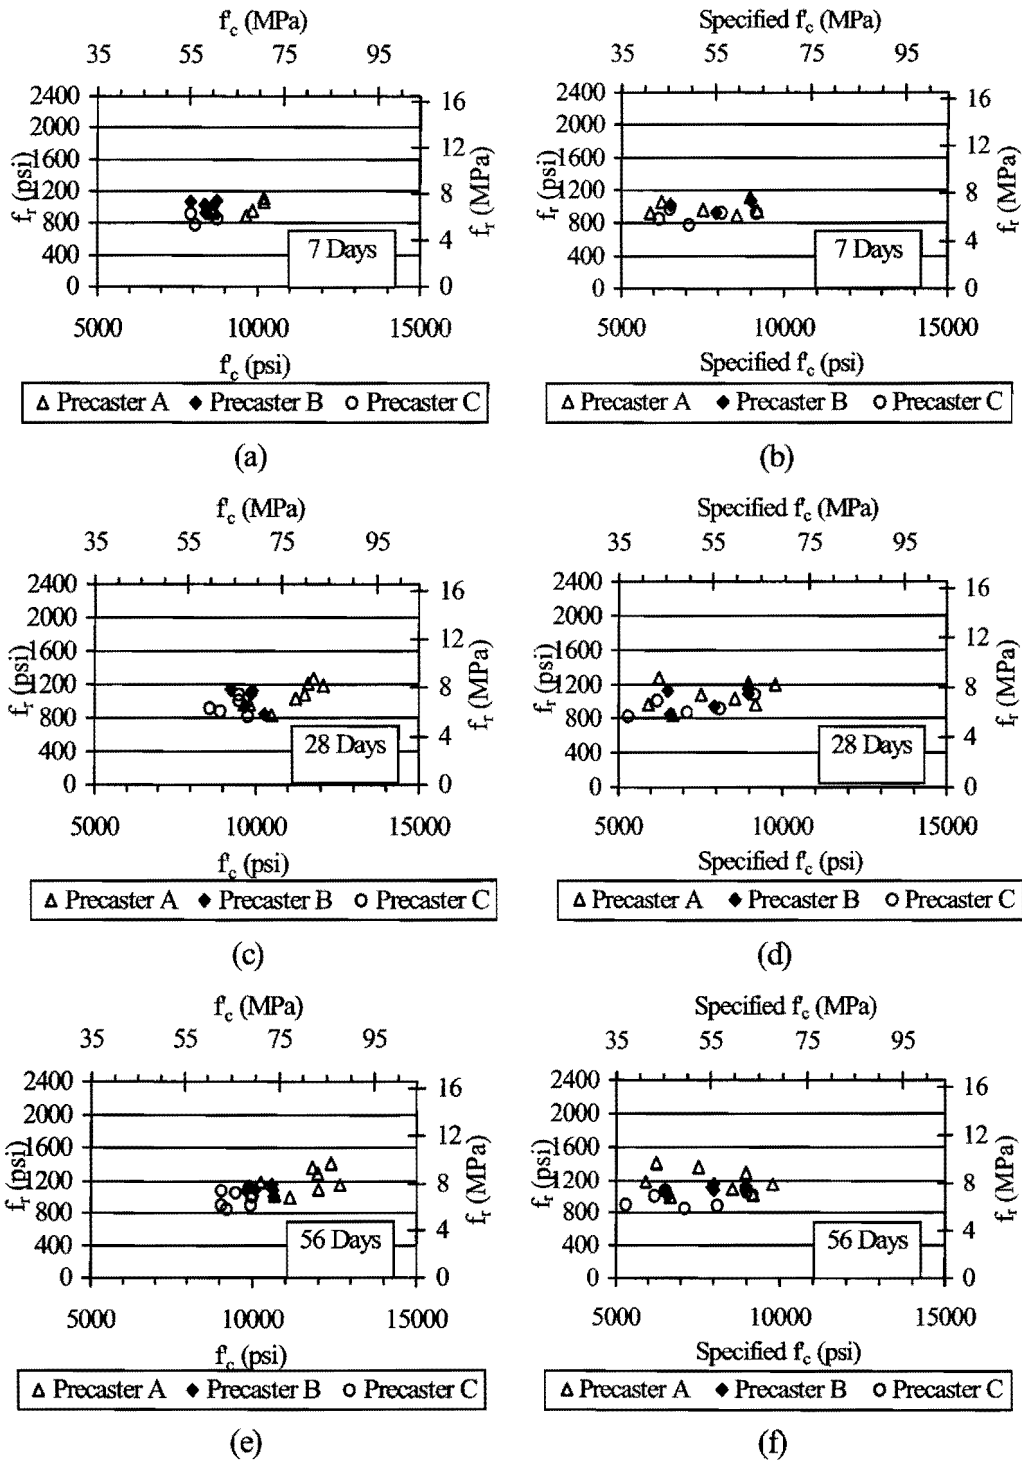 f'c (MPa)
35 55 75 95
2400
2000
1600
1200
800
400
0
fr (psi)
16
12
8
4
0
fr (MPa)
7 Days
5000 10000 15000
f'c (psi)
Δ Precaster A ◆ Precaster B O Precaster C
(a)
Specified f'c (MPa)
35 55 75 95
2400
2000
1600
1200
800
400
0
fr (psi)
16
12
8
4
0
fr (MPa)
7 Days
5000 10000 15000
Specified f'c (psi)
Δ Precaster A ◆ Precaster B O Precaster C
(b)
f'c (MPa)
35 55 75 95
2400
2000
1600
1200
800
400
0
fr (psi)
16
12
8
4
0
fr (MPa)
28 Days
5000 10000 15000
f'c (psi)
Δ Precaster A ◆ Precaster B O Precaster C
(c)
Specified f'c (MPa)
35 55 75 95
2400
2000
1600
1200
800
400
0
fr (psi)
16
12
8
4
0
fr (MPa)
28 Days
5000 10000 15000
Specified f'c (psi)
Δ Precaster A ◆ Precaster B O Precaster C
(d)
f'c (MPa)
35 55 75 95
2400
2000
1600
1200
800
400
0
fr (psi)
16
12
8
4
0
fr (MPa)
56 Days
5000 10000 15000
f'c (psi)
Δ Precaster A ◆ Precaster B O Precaster C
(e)
Specified f'c (MPa)
35 55 75 95
2400
2000
1600
1200
800
400
0
fr (psi)
16
12
8
4
0
fr (MPa)
56 Days
5000 10000 15000
Specified f'c (psi)
Δ Precaster A ◆ Precaster B O Precaster C
(f)